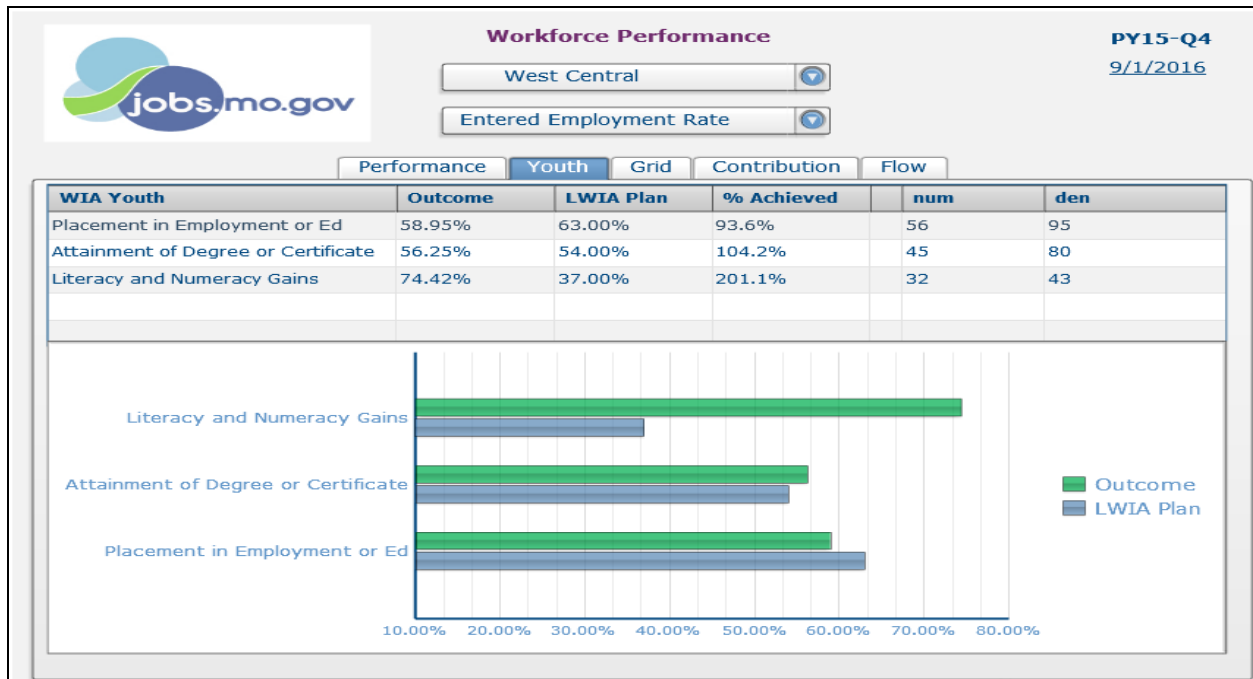 Workforce Performance
PY15-Q4
West Central
9/1/2016
jobs.mo.gov
Entered Employment Rate
Performance Youth Grid Contribution Flow
WIA Youth Outcome LWIA Plan % Achieved num den
Placement in Employment or Ed 58.95% 63.00% 93.6% 56 95
Attainment of Degree or Certificate 56.25% 54.00% 104.2% 45 80
Literacy and Numeracy Gains 74.42% 37.00% 201.1% 32 43
Literacy and Numeracy Gains
Attainment of Degree or Certificate
Placement in Employment or Ed
Outcome
LWIA Plan
10.00% 20.00% 30.00% 40.00% 50.00% 60.00% 70.00% 80.00%